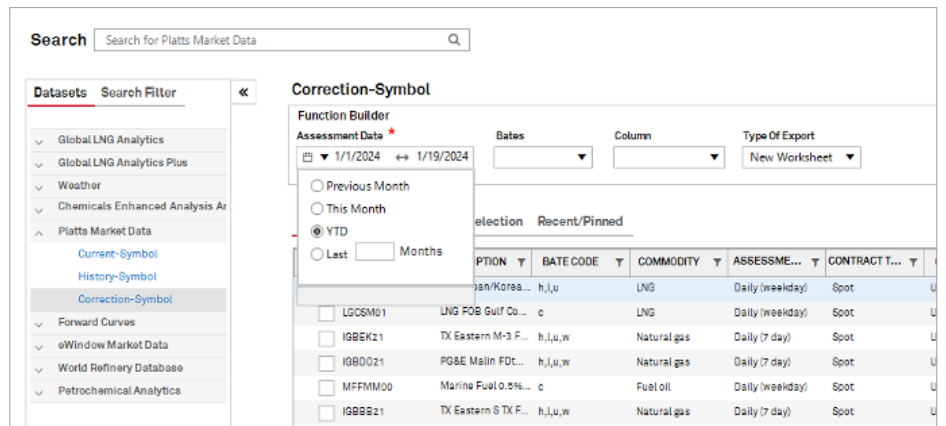 Search Search for Platts Market Data
Datasets Search Filter
Global LNG Analytics
Global LNG Analytics Plus
Weather
Chemicals Enhanced Analysis Ar
Platts Market Data
Current-Symbol
History-Symbol
Correction-Symbol
Forward Curves
eWindow Market Data
World Refinery Database
Petrochemical Analytics
Correction-Symbol
Function Builder
Assessment Date * Bates Column Type Of Export
1/1/2024 ↔ 1/19/2024 New Worksheet
Previous Month
This Month
YTD
Last Months
election Recent/Pinned
PTION BATE CODE COMMODITY ASSESSME... CONTRACT T...
pan/Korea... h,l,u LNG Daily (weekday) Spot U
LGCSM01 LNG FOB Gulf Co... c LNG Daily (weekday) Spot U
IGBEK21 TX Eastern M-3 F... h,l,u,w Natural gas Daily (7 day) Spot U
IGBDO21 PG&E Malin FDt... h,l,u,w Natural gas Daily (7 day) Spot U
MFFMM00 Marine Fuel 0.5%... c Fuel oil Daily (weekday) Spot U
IGBBB21 TX Eastern S TX F... h,l,u,w Natural gas Daily (7 day) Spot U